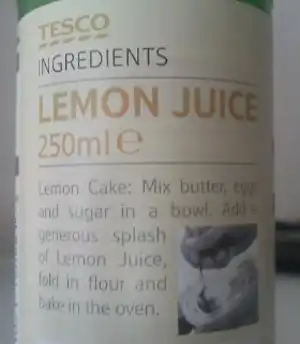 TESCO
INGREDIENTS
LEMON JUICE
250ml e
Lemon Cake: Mix butter, eggs
and sugar in a bowl. Add a
generous splash
of Lemon Juice,
fold in flour and
bake in the oven.